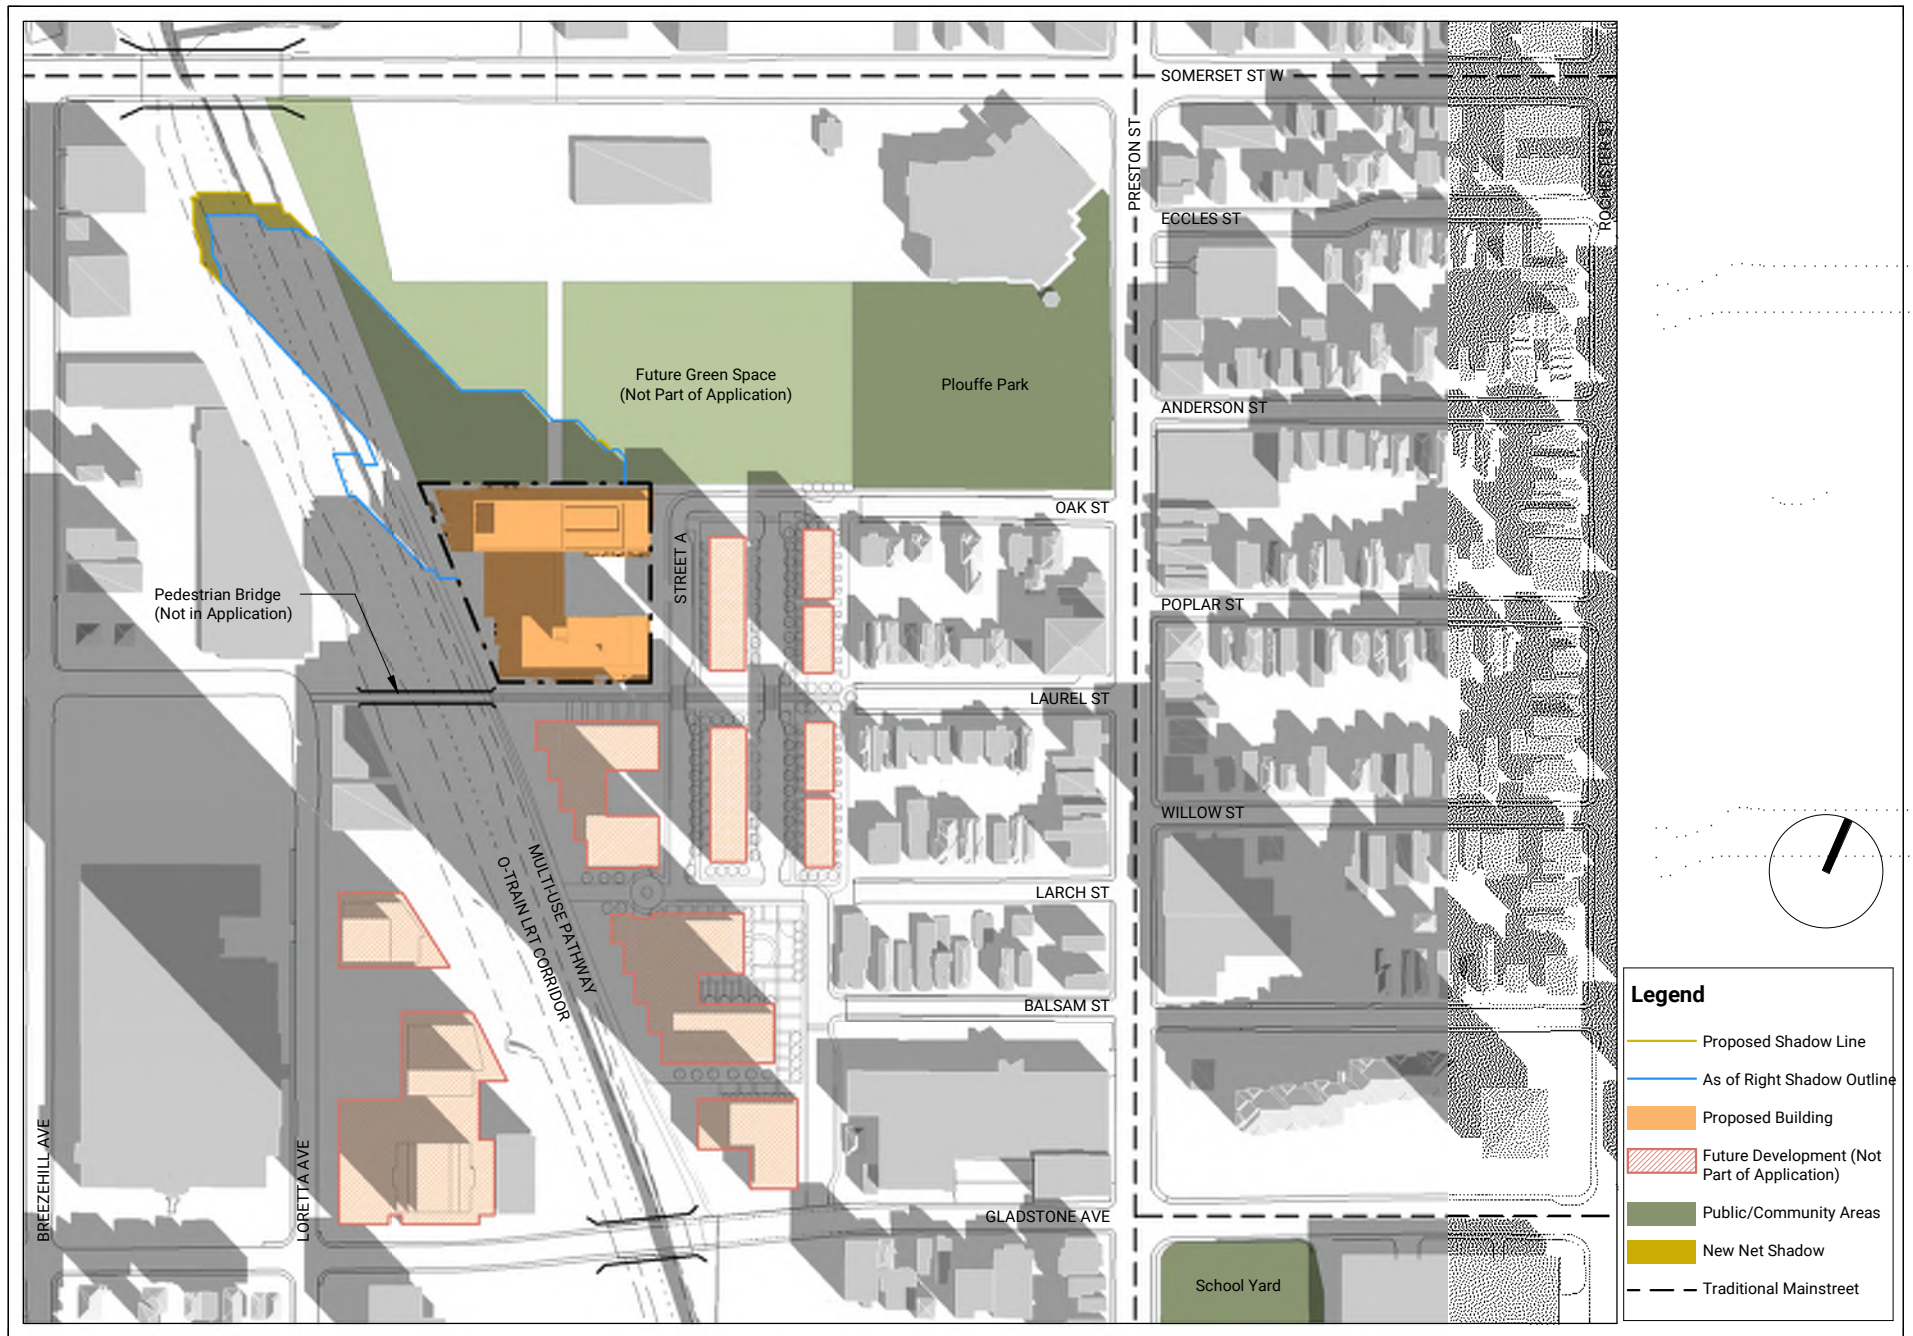 SOMERSET ST W
PRESTON ST
ROCHESTER ST
ECCLES ST
Future Green Space
(Not Part of Application)
Plouffe Park
ANDERSON ST
OAK ST
STREET A
Pedestrian Bridge
(Not in Application)
POPLAR ST
LAUREL ST
WILLOW ST
MULTI-USE PATHWAY
O-TRAIN LRT CORRIDOR
LARCH ST
BALSAM ST
BREEZEHILL AVE
LORETTA AVE
GLADSTONE AVE
School Yard
Legend
Proposed Shadow Line
As of Right Shadow Outline
Proposed Building
Future Development (Not
Part of Application)
Public/Community Areas
New Net Shadow
Traditional Mainstreet